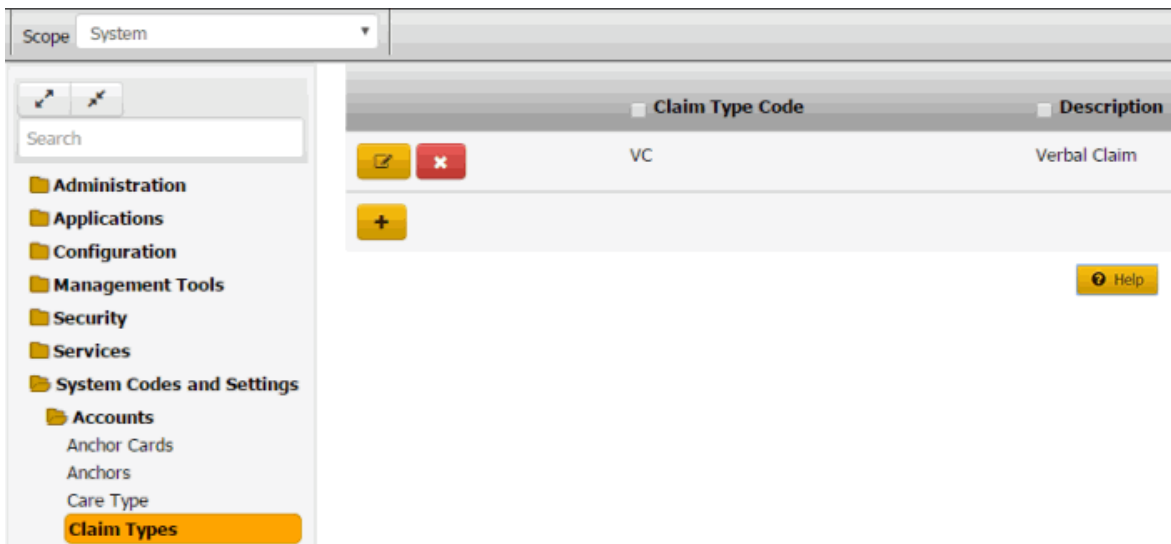 Scope System
Search
Administration
Applications
Configuration
Management Tools
Security
Services
System Codes and Settings
Accounts
Anchor Cards
Anchors
Care Type
Claim Types
Claim Type Code Description
VC Verbal Claim
Help